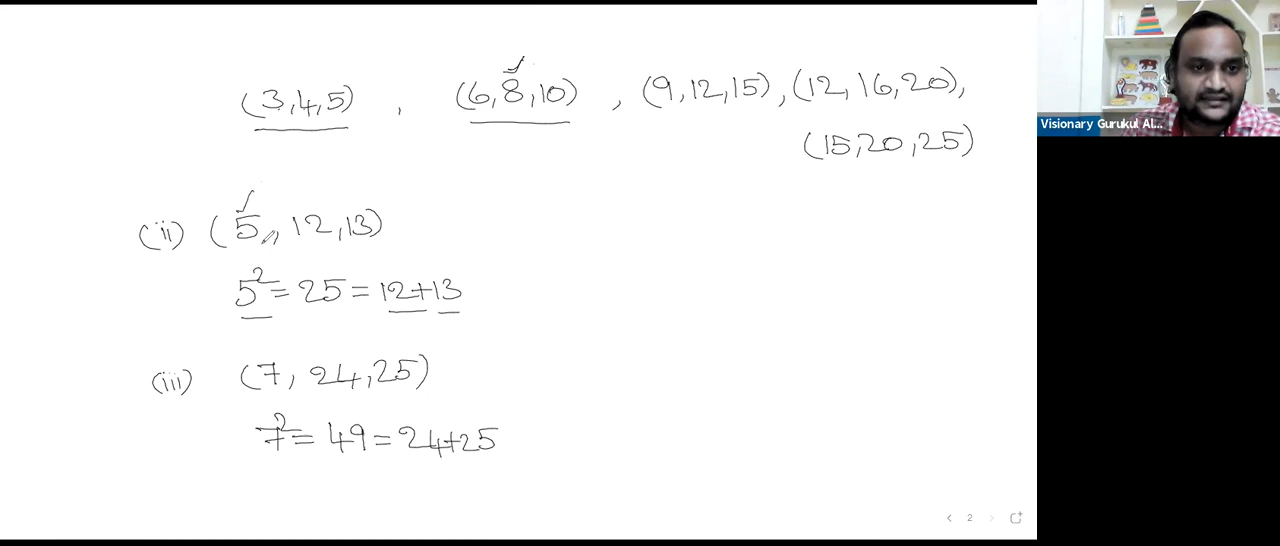 (3,4,5) , (6,8,10) , (9,12,15) , (12,16,20),
(15,20,25)
(ii) (5,, 12,13)
5² = 25 = 12+13
(iii) (7, 24,25)
7² = 49 = 24+25
2
Visionary Gurukul Al...